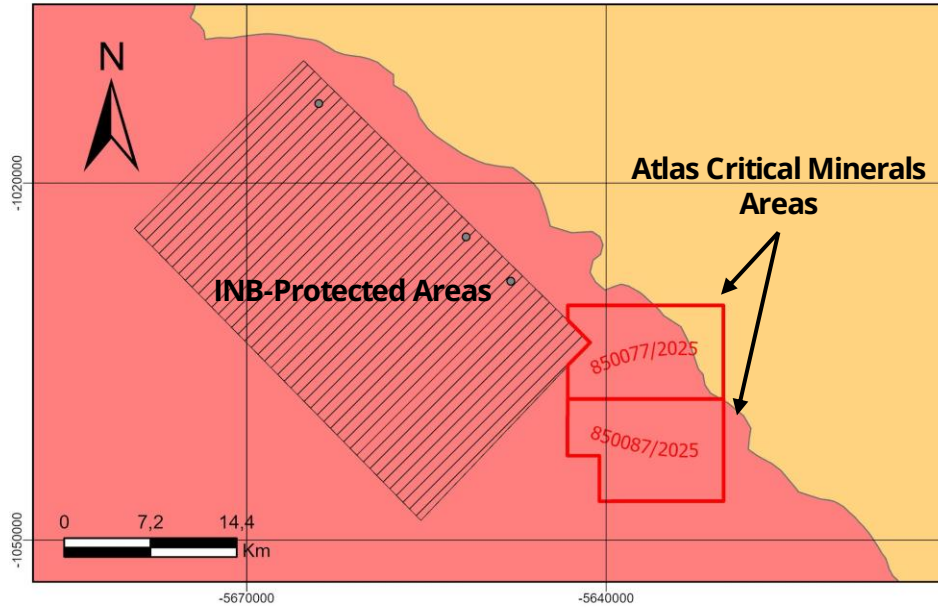 N
-1020000
Atlas Critical Minerals
Areas
INB-Protected Areas
850077/2025
850087/2025
0 7,2 14,4
Km
-1050000
-5670000 -5640000